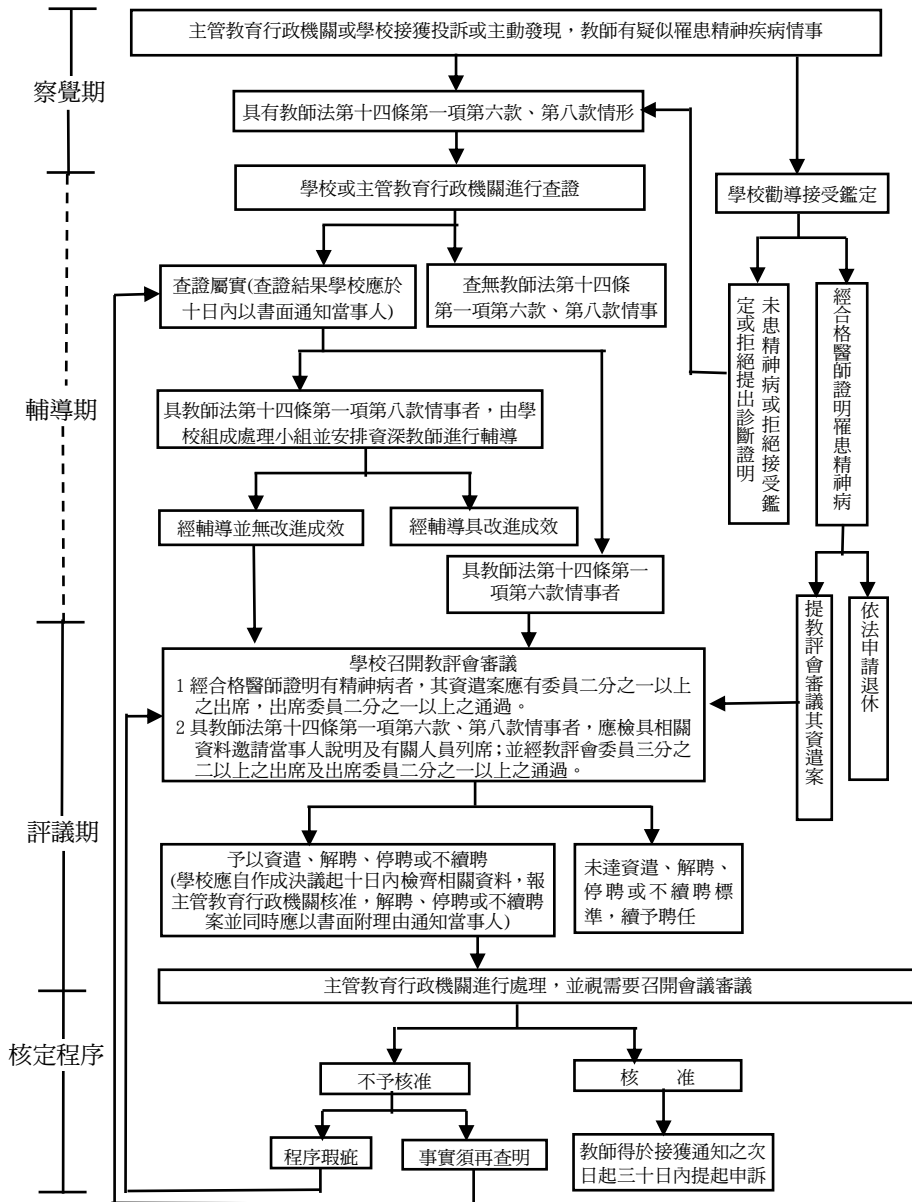 主管教育行政機關或學校接獲投訴或主動發現，教師有疑似罹患精神疾病情事
察覺期
具有教師法第十四條第一項第六款、第八款情形
學校或主管教育行政機關進行查證
學校勸導接受鑑定
查證屬實(查證結果學校應於
十日內以書面通知當事人)
查無教師法第十四條
第一項第六款、第八款情事
未患精神病或拒絕接受鑑
定或拒絕提出診斷證明
經合格醫師證明罹患精神病
輔導期
具教師法第十四條第一項第八款情事者，由學
校組成處理小組並安排資深教師進行輔導
經輔導並無改進成效
經輔導具改進成效
具教師法第十四條第一
項第六款情事者
提教評會審議其資遣案
依法申請退休
學校召開教評會審議
1 經合格醫師證明有精神病者，其資遣案應有委員二分之一以上
之出席，出席委員二分之一以上之通過。
2 具教師法第十四條第一項第六款、第八款情事者，應檢具相關
資料邀請當事人說明及有關人員列席；並經教評會委員三分之
二以上之出席及出席委員二分之一以上之通過。
評議期
予以資遣、解聘、停聘或不續聘
(學校應自作成決議起十日內檢齊相關資料，報
主管教育行政機關核准，解聘、停聘或不續聘
案並同時應以書面附理由通知當事人)
未達資遣、解聘、
停聘或不續聘標
準，續予聘任
主管教育行政機關進行處理，並視需要召開會議審議
核定程序
不予核准
核 准
程序瑕疵
事實須再查明
教師得於接獲通知之次
日起三十日內提起申訴